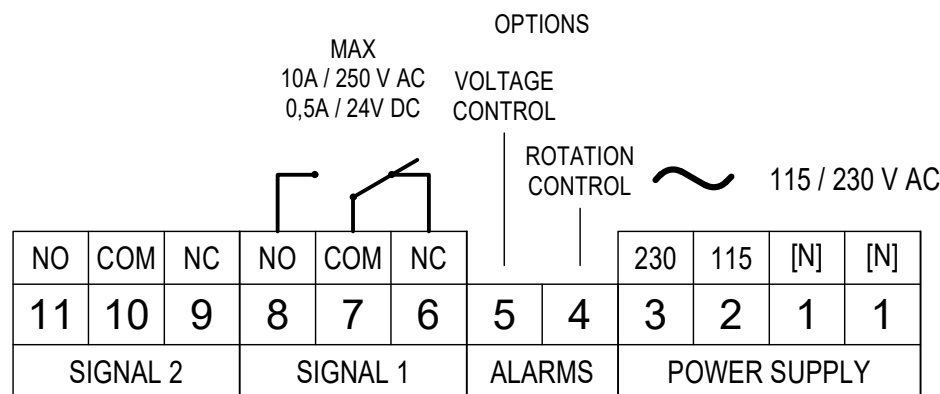 OPTIONS
MAX
10A / 250 V AC
0,5A / 24V DC
VOLTAGE
CONTROL
ROTATION
CONTROL
115 / 230 V AC
NO COM NC NO COM NC 230 115 [N] [N]
11 10 9 8 7 6 5 4 3 2 1 1
SIGNAL 2 SIGNAL 1 ALARMS POWER SUPPLY